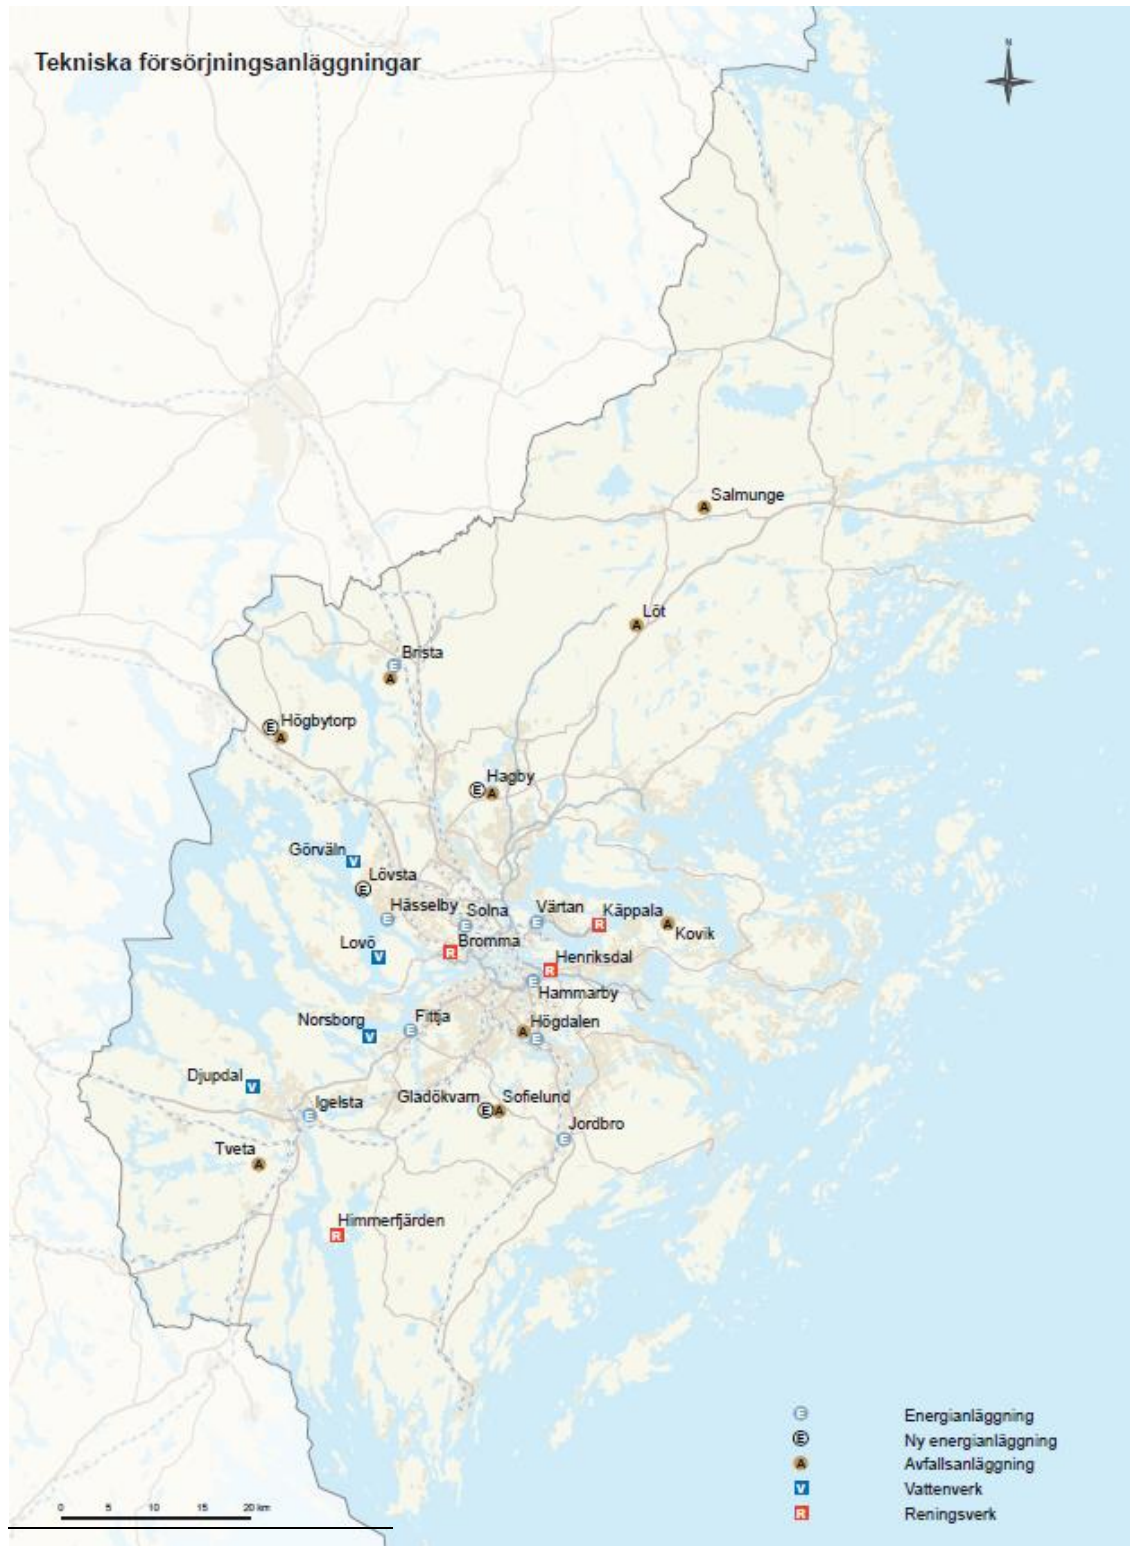 Tekniska försörjningsanläggningar
N
Salmunge
A
Löt
A
Brista
E
A
Högbytorp
E
A
Hagby
E
A
Görväln
V
Lövsta
E
Hässelby
E
Solna
E
Värtan
E
Käppala
R
A
Kovik
Lovö
V
Bromma
R
Henriksdal
R
E
Hammarby
Norsborg
V
Fittja
E
Högdalen
A
E
Djupdal
V
Igelsta
E
Gladökvarn
E
Sofielund
A
Jordbro
E
Tveta
A
Himmerfjärden
R
E Energianläggning
E Ny energianläggning
A Avfallsanläggning
V Vattenverk
R Reningsverk
0 5 10 15 20 km